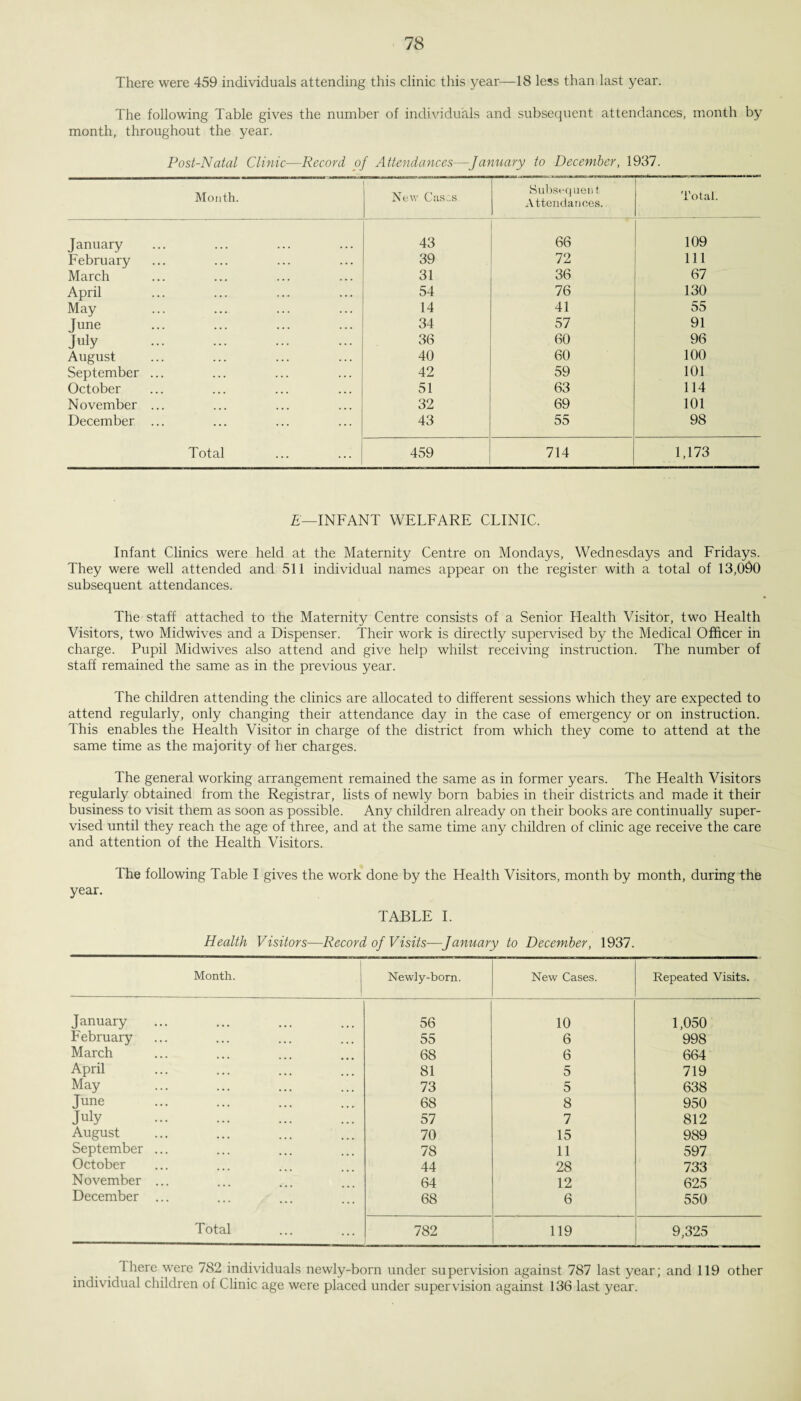 78
There were 459 individuals attending this clinic this year—18 less than last year.
The following Table gives the number of individuals and subsequent attendances, month by
month, throughout the year.
Post-Natal Clinic—Record of Attendances—January to December, 1937.
Month. New Cases Subsequent Attendances. Total.
January ... ... ... ... 43 66 109
February ... ... ... ... 39 72 111
March ... ... ... ... 31 36 67
April ... ... ... ... 54 76 130
May ... ... ... ... 14 41 55
June ... ... ... ... 34 57 91
July ... ... ... ... 36 60 96
August ... ... ... ... 40 60 100
September ... ... ... ... 42 59 101
October ... ... ... ... 51 63 114
November ... ... ... ... 32 69 101
December ... ... ... ... 43 55 98
Total ... ... 459 714 1,173
E—INFANT WELFARE CLINIC.
Infant Clinics were held at the Maternity Centre on Mondays, Wednesdays and Fridays.
They were well attended and 511 individual names appear on the register with a total of 13,090
subsequent attendances.
The staff attached to the Maternity Centre consists of a Senior Health Visitor, two Health
Visitors, two Midwives and a Dispenser. Their work is directly supervised by the Medical Officer in
charge. Pupil Midwives also attend and give help whilst receiving instruction. The number of
staff remained the same as in the previous year.
The children attending the clinics are allocated to different sessions which they are expected to
attend regularly, only changing their attendance day in the case of emergency or on instruction.
This enables the Health Visitor in charge of the district from which they come to attend at the
same time as the majority of her charges.
The general working arrangement remained the same as in former years. The Health Visitors
regularly obtained from the Registrar, lists of newly born babies in their districts and made it their
business to visit them as soon as possible. Any children already on their books are continually super-
vised until they reach the age of three, and at the same time any children of clinic age receive the care
and attention of the Health Visitors.
The following Table I gives the work done by the Health Visitors, month by month, during the
year.
TABLE I.
Health Visitors—Record of Visits—January to December, 1937.
Month. Newly-born. New Cases. Repeated Visits.
January ... ... ... ... 56 10 1,050
February ... ... ... ... 55 6 998
March ... ... ... ... 68 6 664
April ... ... ... ... 81 5 719
May ... ... ... ... 73 5 638
June ... ... ... ... 68 8 950
July ... ... ... ... 57 7 812
August ... ... ... ... 70 15 989
September ... ... ... ... 78 11 597
October ... ... ... ... 44 28 733
November ... ... ... ... 64 12 625
December ... ... ... ... 68 6 550
Total ... ... 782 119 9,325
There were 782 individuals newly-born under supervision against 787 last year; and 119 other
individual children of Clinic age were placed under supervision against 136 last year.